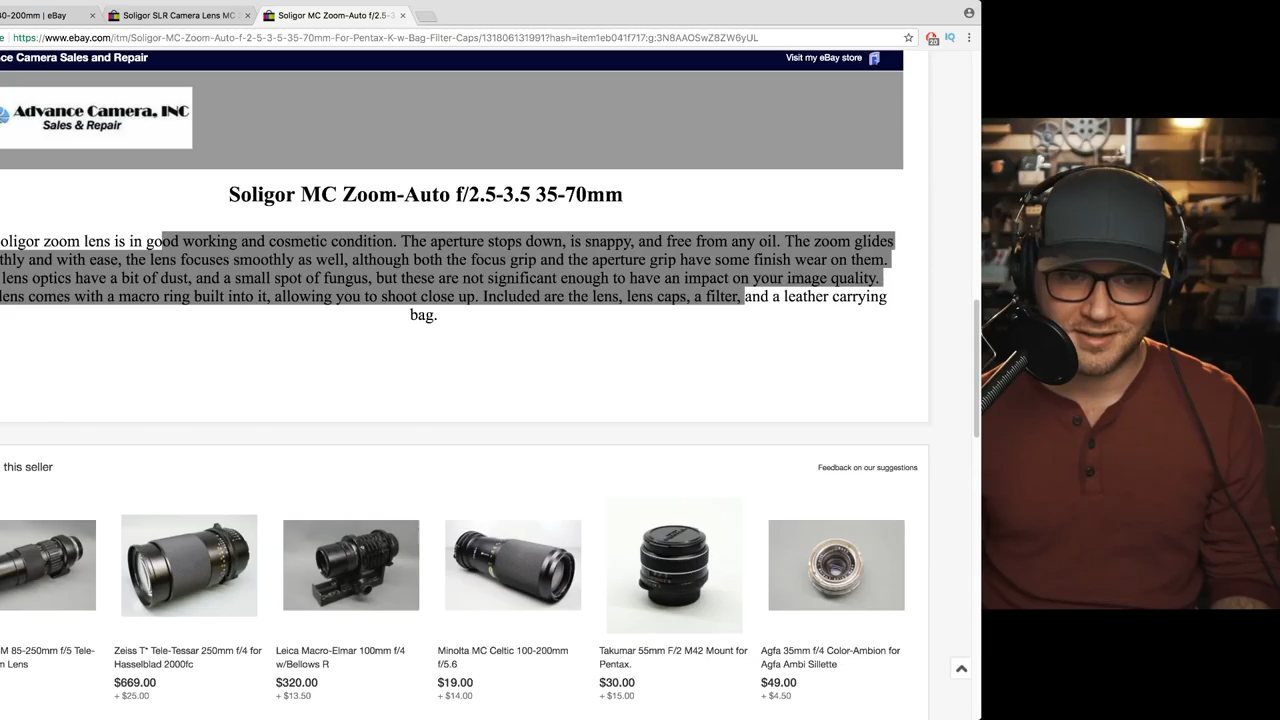 40-200mm | eBay
Soligor SLR Camera Lens MC
Soligor MC Zoom-Auto f/2.5-3
https://www.ebay.com/itm/Soligor-MC-Zoom-Auto-f-2-5-3-5-35-70mm-For-Pentax-K-w-Bag-Filter-Caps/131806131991?hash=item1eb041f717:g:3N8AAOSwZ8ZW6yUL
20
IQ
ce Camera Sales and Repair
Visit my eBay store
Advance Camera, INC
Sales & Repair
Soligor MC Zoom-Auto f/2.5-3.5 35-70mm
oligor zoom lens is in good working and cosmetic condition. The aperture stops down, is snappy, and free from any oil. The zoom glides
thly and with ease, the lens focuses smoothly as well, although both the focus grip and the aperture grip have some finish wear on them.
lens optics have a bit of dust, and a small spot of fungus, but these are not significant enough to have an impact on your image quality.
lens comes with a macro ring built into it, allowing you to shoot close up. Included are the lens, lens caps, a filter, and a leather carrying
bag.
this seller
Feedback on our suggestions
M 85-250mm f/5 Tele-
m Lens
Zeiss T* Tele-Tessar 250mm f/4 for
Hasselblad 2000fc
$669.00
+ $25.00
Leica Macro-Elmar 100mm f/4
w/Bellows R
$320.00
+ $13.50
Minolta MC Celtic 100-200mm
f/5.6
$19.00
+ $14.00
Takumar 55mm F/2 M42 Mount for
Pentax.
$30.00
+ $15.00
Agfa 35mm f/4 Color-Ambion for
Agfa Ambi Sillette
$49.00
+ $4.50